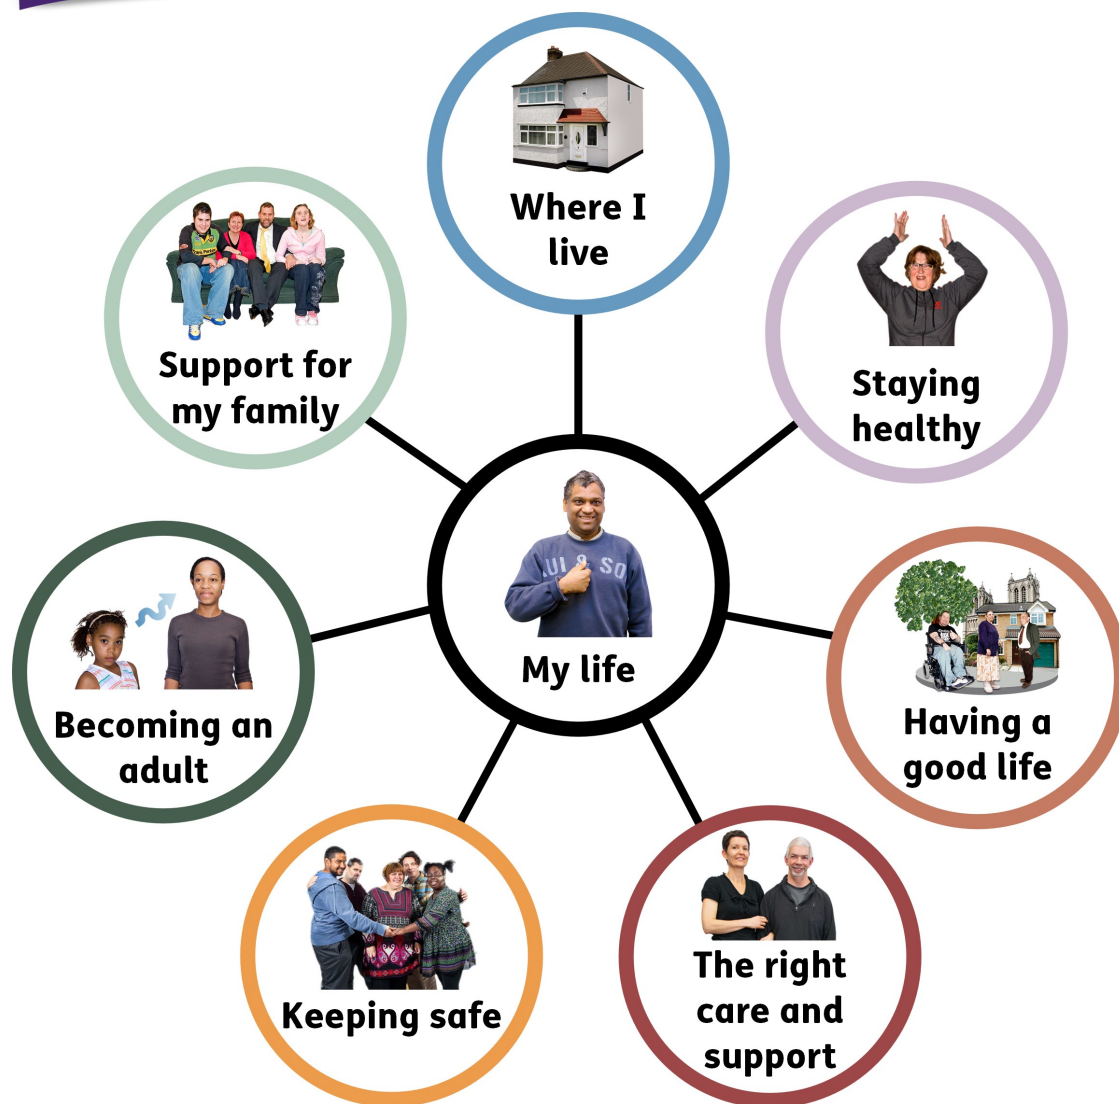 Where I
live
Staying
healthy
Having a
good life
The right
care and
support
Keeping safe
Becoming an
adult
Support for
my family
My life